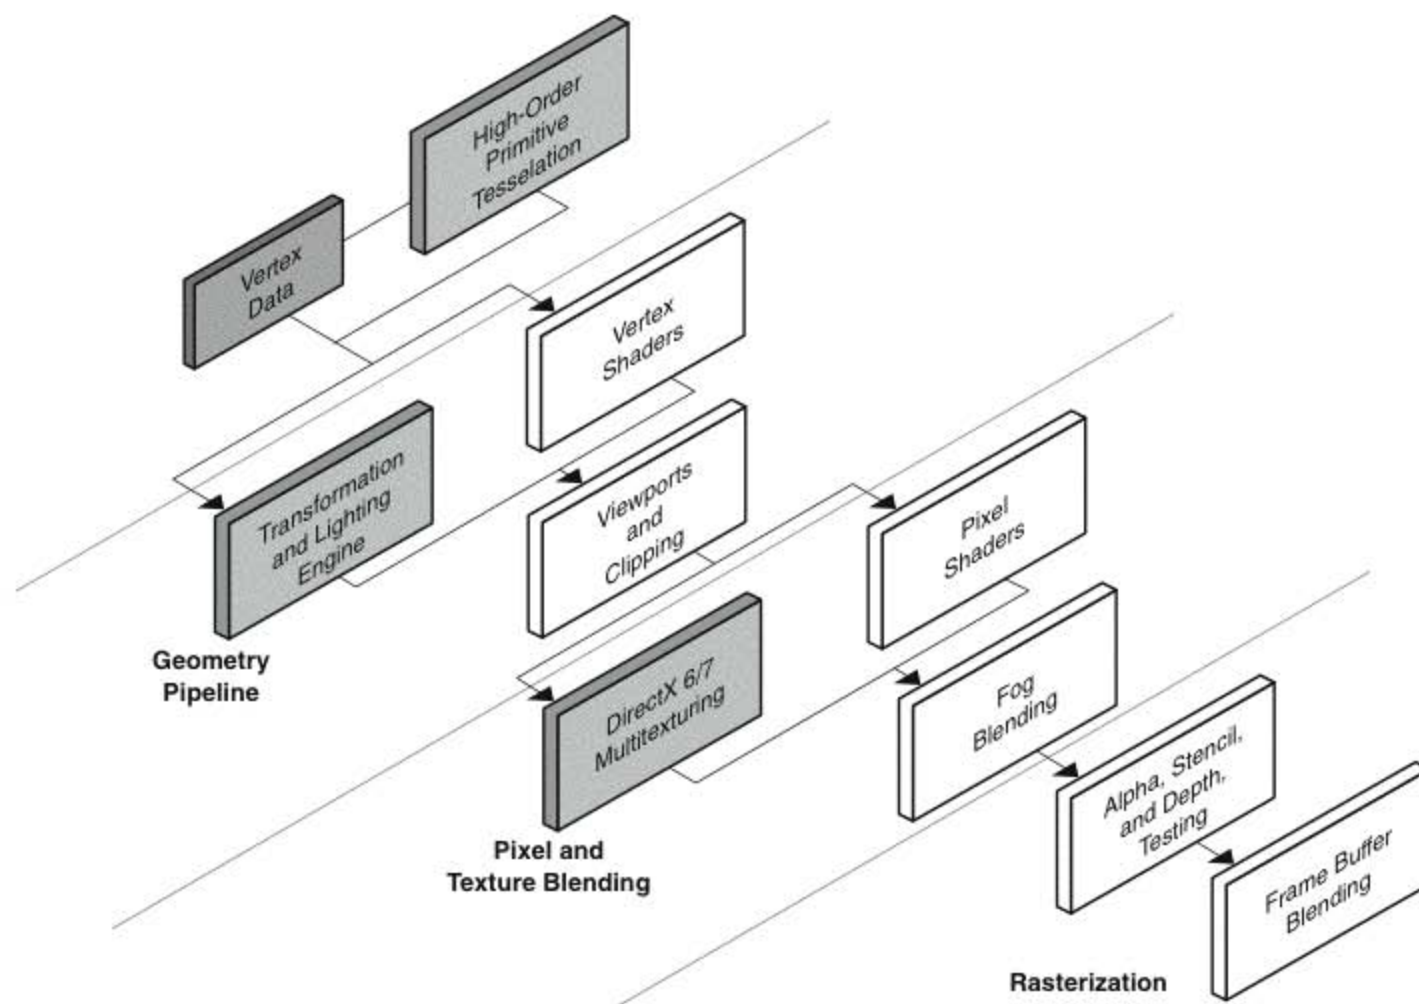 High-Order
Primitive
Tesselation
Vertex
Data
Vertex
Shaders
Transformation
and Lighting
Engine
Viewports
and
Clipping
Pixel
Shaders
Geometry
Pipeline
DirectX 6/7
Multitexturing
Fog
Blending
Alpha, Stencil,
and Depth,
Testing
Pixel and
Texture Blending
Frame Buffer
Blending
Rasterization